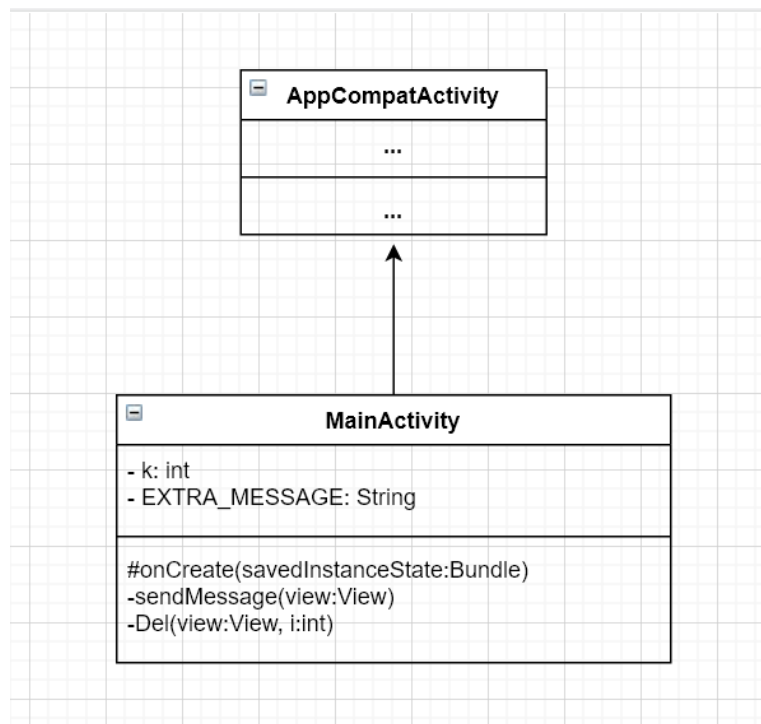 AppCompatActivity
...
...
MainActivity
- k: int
- EXTRA_MESSAGE: String
#onCreate(savedInstanceState:Bundle)
-sendMessage(view:View)
-Del(view:View, i:int)